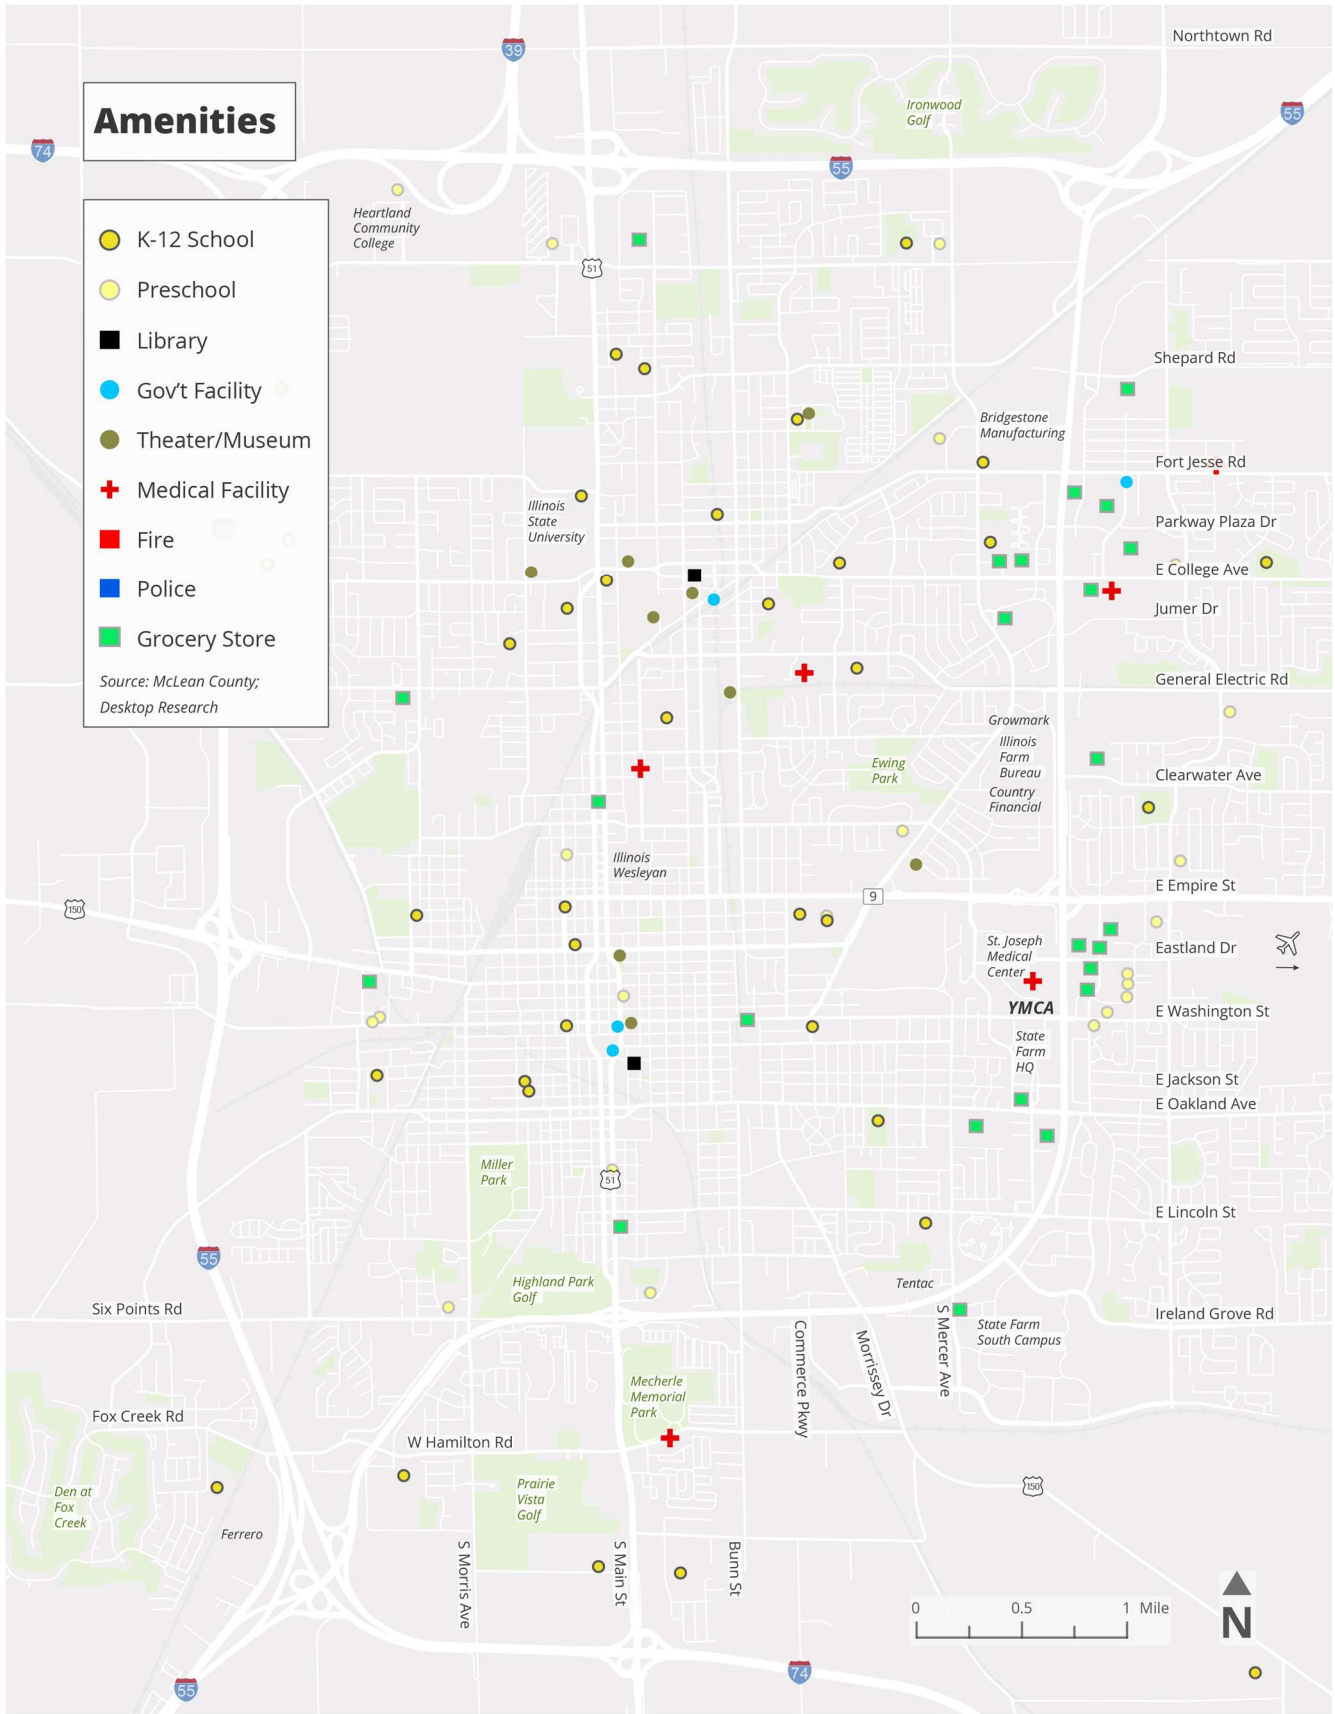 Northtown Rd
39
Ironwood
Golf
55
Amenities
74
55
Heartland
Community
College
K-12 School
51
Preschool
Library
Shepard Rd
Gov't Facility
Bridgestone
Manufacturing
Theater/Museum
Fort Jesse Rd
Medical Facility
Illinois
State
University
Parkway Plaza Dr
Fire
E College Ave
Police
Jumer Dr
Grocery Store
Source: McLean County;
Desktop Research
General Electric Rd
Growmark
Illinois
Farm
Bureau
Ewing
Park
Clearwater Ave
Country
Financial
Illinois
Wesleyan
E Empire St
9
150
St. Joseph
Medical
Center
Eastland Dr
YMCA
E Washington St
State
Farm
HQ
E Jackson St
E Oakland Ave
Miller
Park
51
E Lincoln St
55
Highland Park
Golf
Tentac
Six Points Rd
Ireland Grove Rd
State Farm
South Campus
S Mercer Ave
Commerce Pkwy
Morrissey Dr
Mecherle
Memorial
Park
Fox Creek Rd
W Hamilton Rd
Den at
Fox
Creek
Prairie
Vista
Golf
150
Ferrero
S Morris Ave
S Main St
Bunn St
0 0.5 1 Mile
N
74
55